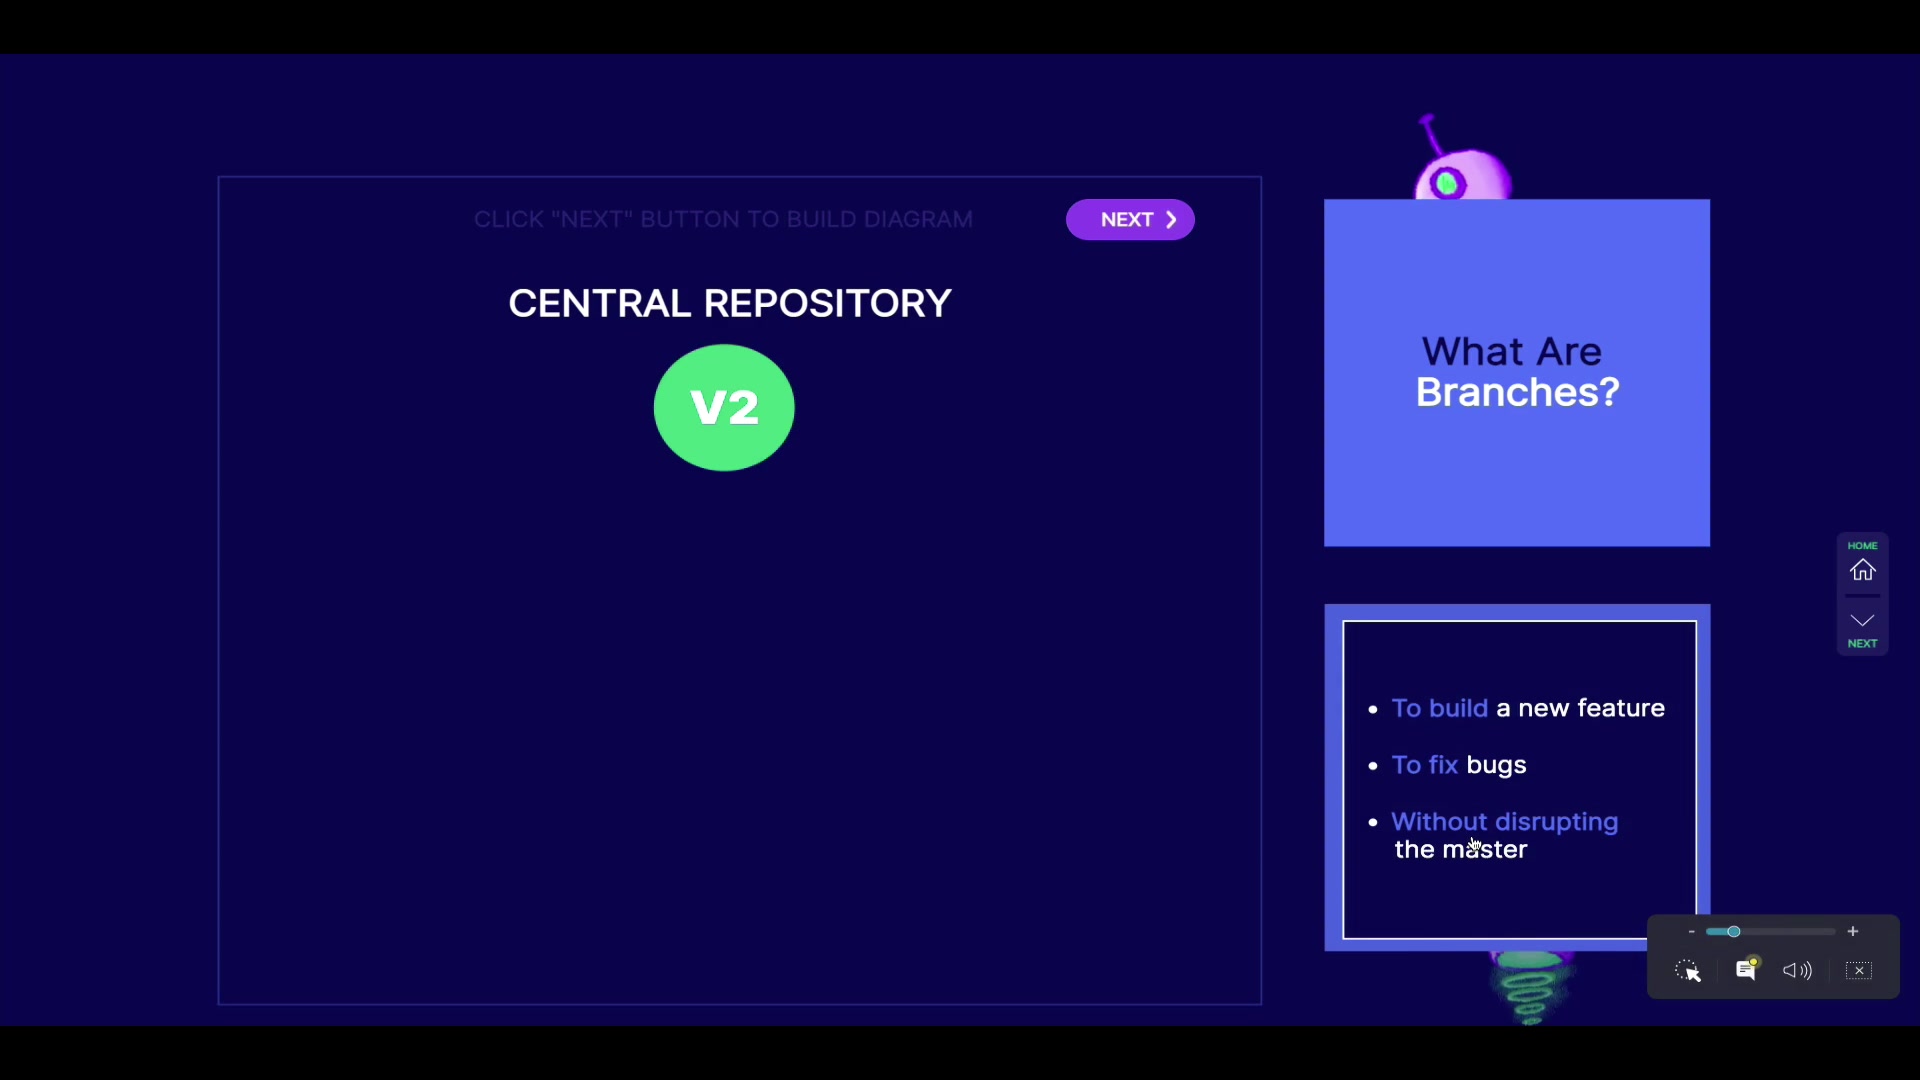 CLICK "NEXT" BUTTON TO BUILD DIAGRAM
NEXT
CENTRAL REPOSITORY
V2
What Are
Branches?
HOME
NEXT
• To build a new feature
• To fix bugs
• Without disrupting
the master
- +